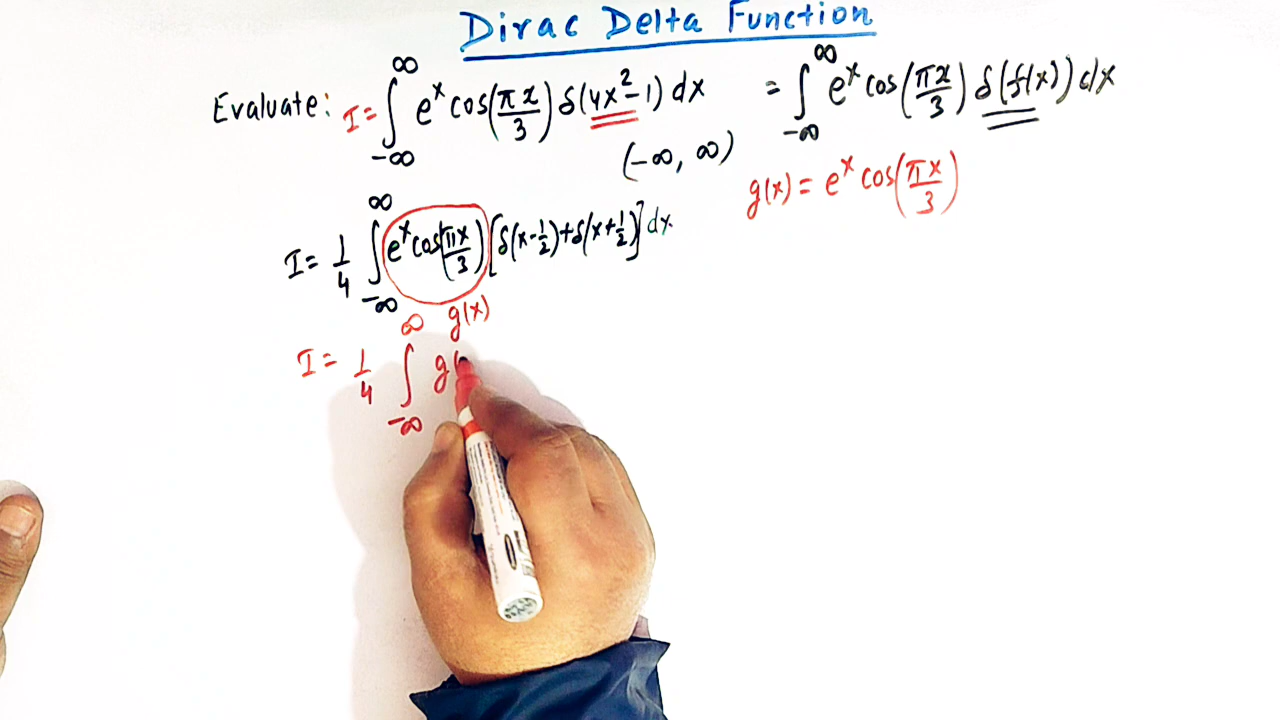 Dirac Delta Function
Evaluate: I = ∫_{-∞}^{∞} e^x cos(πx/3) δ(4x²-1) dx = ∫_{-∞}^{∞} e^x cos(πx/3) δ(f(x)) dx
(-∞, ∞)
g(x) = e^x cos(πx/3)
I = 1/4 ∫_{-∞}^{∞} e^x cos(πx/3) [δ(x-1/2)+δ(x+1/2)] dx
g(x)
I = 1/4 ∫_{-∞}^{∞} g(